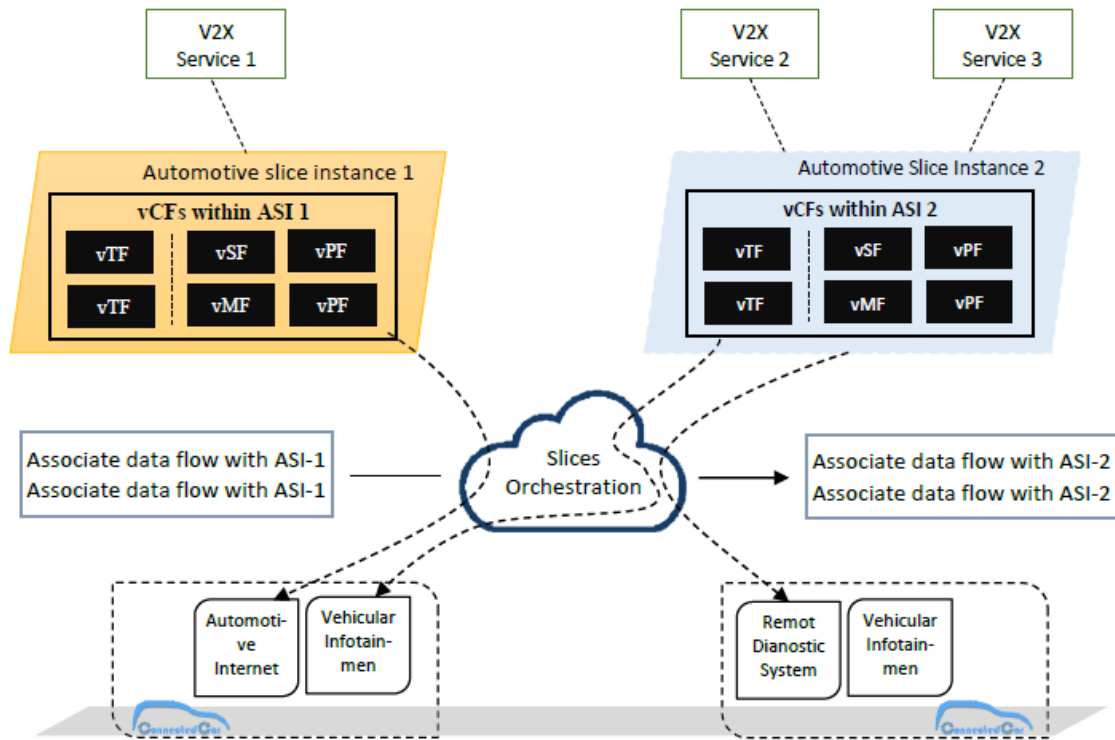 V2X
Service 1
V2X
Service 2
V2X
Service 3
Automotive slice instance 1
vCFs within ASI 1
vTF
vSF
vPF
vTF
vMF
vPF
Automotive Slice Instance 2
vCFs within ASI 2
vTF
vSF
vPF
vTF
vMF
vPF
Associate data flow with ASI-1
Associate data flow with ASI-1
Slices
Orchestration
Associate data flow with ASI-2
Associate data flow with ASI-2
Automoti-
ve
Internet
Vehicular
Infotain-
men
Remot
Dianostic
System
Vehicular
Infotain-
men
ConnectedCar
ConnectedCar